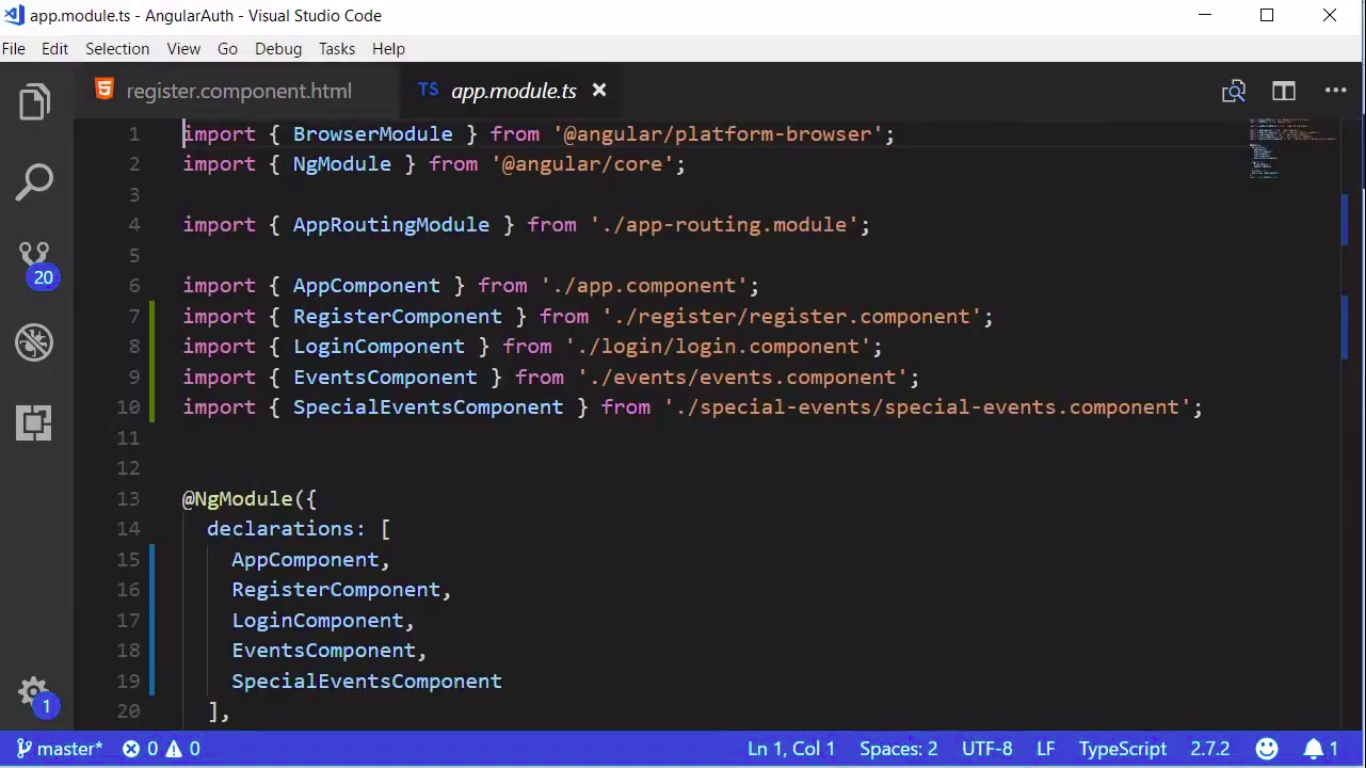 app.module.ts - AngularAuth - Visual Studio Code
File Edit Selection View Go Debug Tasks Help
register.component.html TS app.module.ts
1 import { BrowserModule } from '@angular/platform-browser';
2 import { NgModule } from '@angular/core';
3
4 import { AppRoutingModule } from './app-routing.module';
5
6 import { AppComponent } from './app.component';
7 import { RegisterComponent } from './register/register.component';
8 import { LoginComponent } from './login/login.component';
9 import { EventsComponent } from './events/events.component';
10 import { SpecialEventsComponent } from './special-events/special-events.component';
11
12
13 @NgModule({
14 declarations: [
15 AppComponent,
16 RegisterComponent,
17 LoginComponent,
18 EventsComponent,
19 SpecialEventsComponent
20 ],
20
1
master* 0 0 Ln 1, Col 1 Spaces: 2 UTF-8 LF TypeScript 2.7.2 1